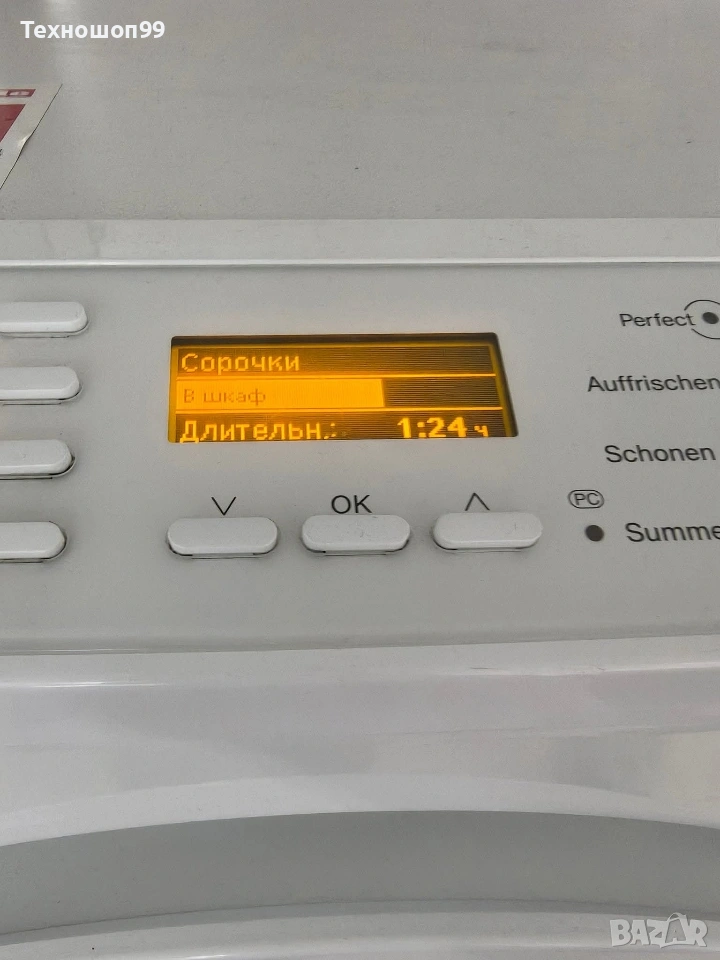 Техношоп99
Сорочки
В шкаф
Длительн.: 1:24 ч
OK
Perfect
Auffrischen
Schonen
PC
Summe
BAZAR